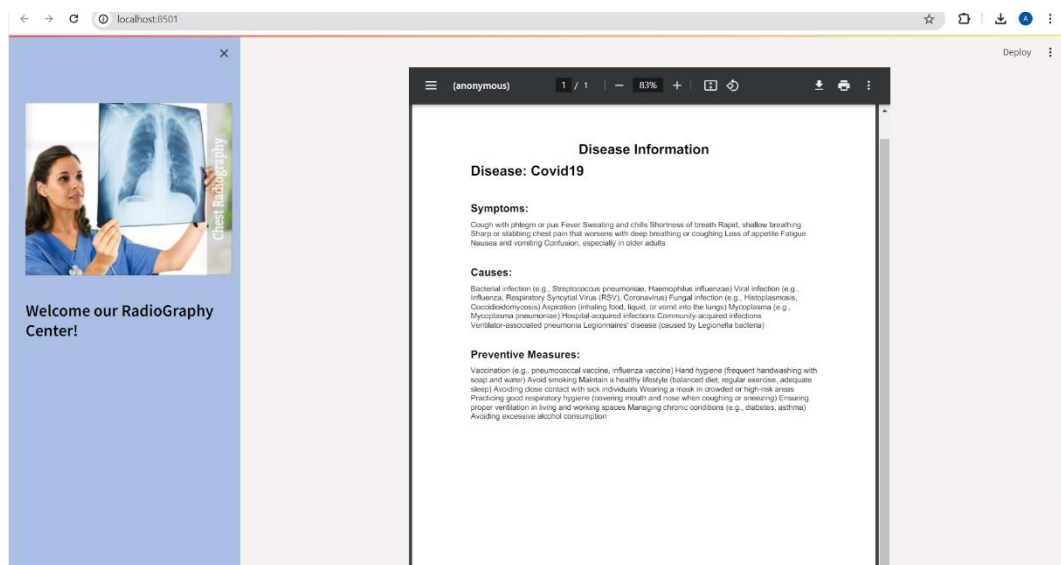 localhost:8501
A
Deploy
(anonymous)
1 / 1
83%
Chest Radiography
Welcome our RadioGraphy
Center!
Disease Information
Disease: Covid19
Symptoms:
Cough with phlegm or pus Fever Sweating and chills Shortness of breath Rapid, shallow breathing
Sharp or stabbing chest pain that worsens with deep breathing or coughing Loss of appetite Fatigue
Nausea and vomiting Confusion, especially in older adults
Causes:
Bacterial infection (e.g., Streptococcus pneumoniae, Haemophilus influenzae) Viral infection (e.g.,
Influenza, Respiratory Syncytial Virus (RSV), Coronavirus) Fungal infection (e.g., Histoplasmosis,
Coccidioidomycosis) Aspiration (inhaling food, liquid, or vomit into the lungs) Mycoplasma (e.g.,
Mycoplasma pneumoniae) Hospital-acquired infections Community-acquired infections
Ventilator-associated pneumonia Legionnaires' disease (caused by Legionella bacteria)
Preventive Measures:
Vaccination (e.g., pneumococcal vaccine, influenza vaccine) Hand hygiene (frequent handwashing with
soap and water) Avoid smoking Maintain a healthy lifestyle (balanced diet, regular exercise, adequate
sleep) Avoiding close contact with sick individuals Wearing a mask in crowded or high-risk areas
Practicing good respiratory hygiene (covering mouth and nose when coughing or sneezing) Ensuring
proper ventilation in living and working spaces Managing chronic conditions (e.g., diabetes, asthma)
Avoiding excessive alcohol consumption